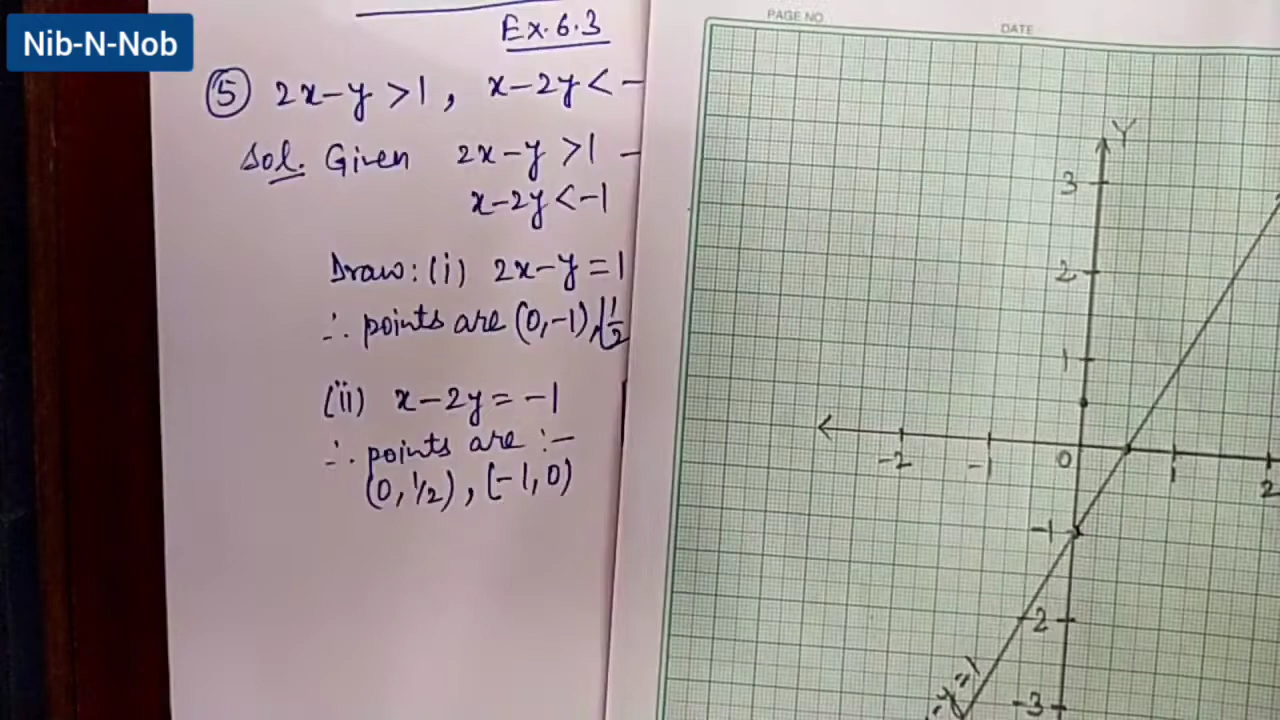 Nib-N-Nob
Ex. 6.3
⑤ 2x-y >1, x-2y < -
Sol. Given 2x-y >1 -
x-2y < -1
Draw: (i) 2x-y = 1
∴ points are (0,-1), (1/2
(ii) x-2y = -1
∴ points are :-
(0, 1/2), (-1, 0)
PAGE NO
DATE
Y
3
2
1
-2 -1 0 1 2
-1
-2
-3